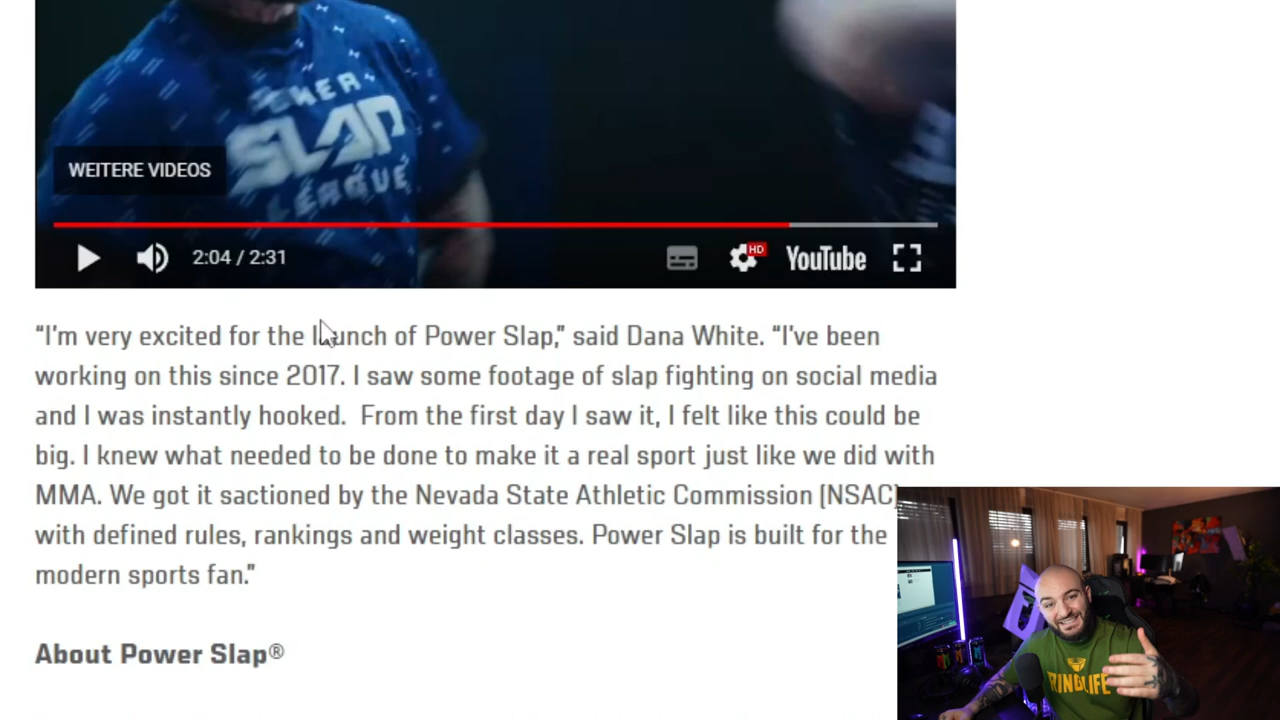 POWER
SLAP
LEAGUE
WEITERE VIDEOS
2:04 / 2:31
HD
YouTube
“I’m very excited for the launch of Power Slap,” said Dana White. “I’ve been
working on this since 2017. I saw some footage of slap fighting on social media
and I was instantly hooked.  From the first day I saw it, I felt like this could be
big. I knew what needed to be done to make it a real sport just like we did with
MMA. We got it sactioned by the Nevada State Athletic Commission (NSAC)
with defined rules, rankings and weight classes. Power Slap is built for the
modern sports fan.”
About Power Slap®
RINGLIFE